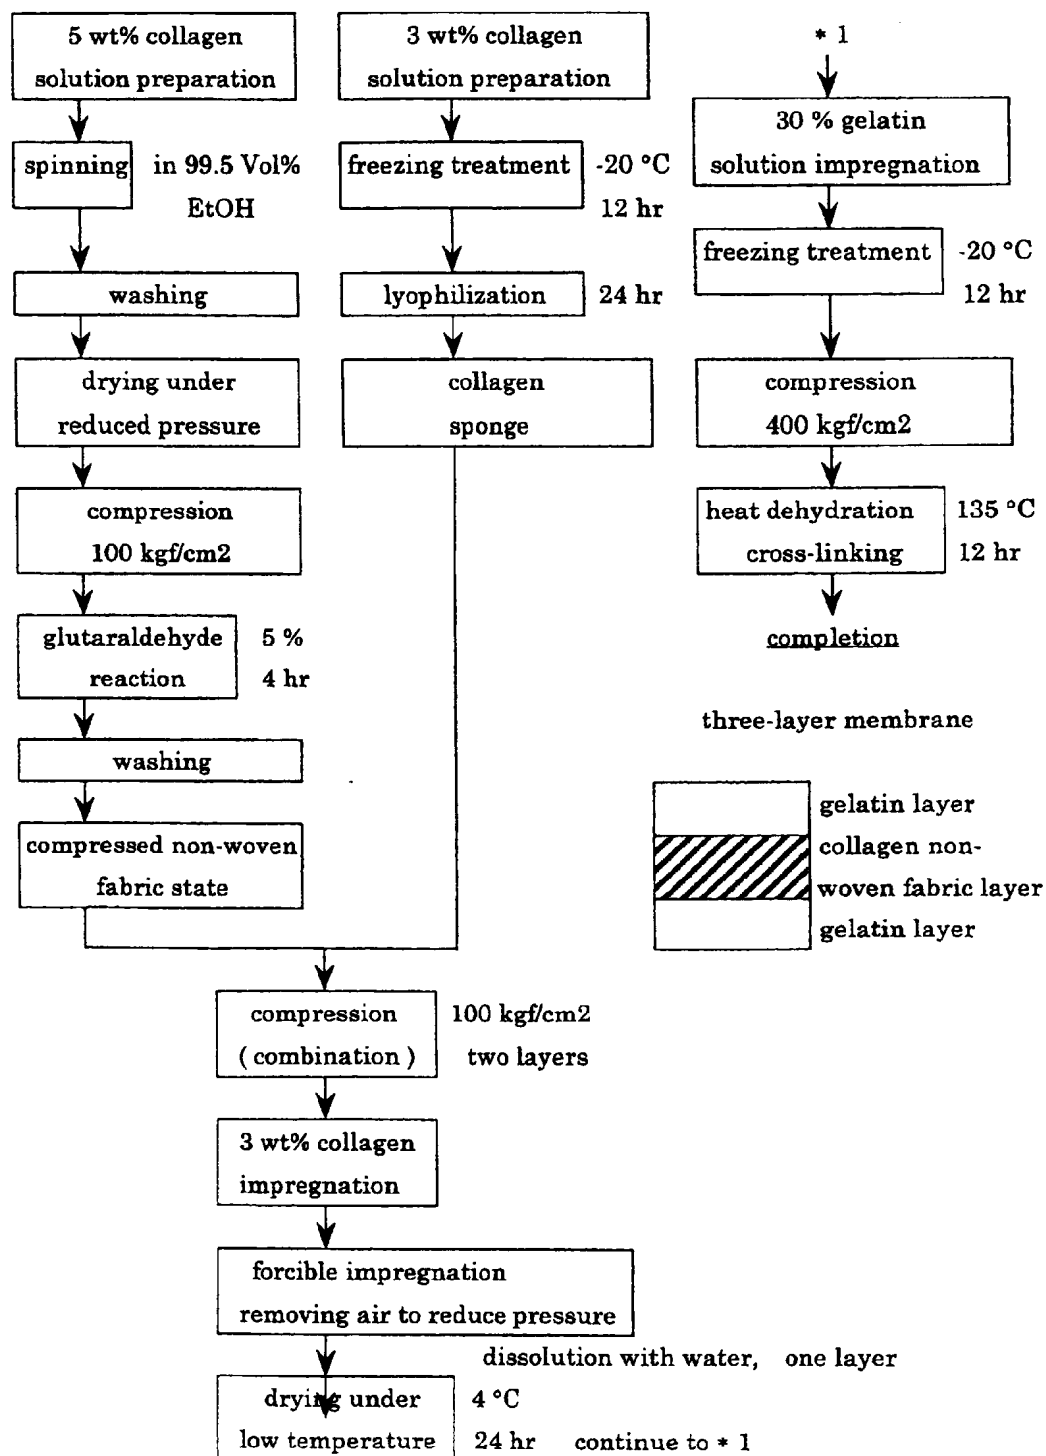 5 wt% collagen
solution preparation
spinning
in 99.5 Vol%
EtOH
washing
drying under
reduced pressure
compression
100 kgf/cm2
glutaraldehyde
reaction
5 %
4 hr
washing
compressed non-woven
fabric state
3 wt% collagen
solution preparation
freezing treatment
-20 °C
12 hr
lyophilization
24 hr
collagen
sponge
compression
( combination )
100 kgf/cm2
two layers
3 wt% collagen
impregnation
forcible impregnation
removing air to reduce pressure
dissolution with water, one layer
drying under
low temperature
4 °C
24 hr continue to * 1
* 1
30 % gelatin
solution impregnation
freezing treatment
-20 °C
12 hr
compression
400 kgf/cm2
heat dehydration
cross-linking
135 °C
12 hr
completion
three-layer membrane
gelatin layer
collagen non-
woven fabric layer
gelatin layer